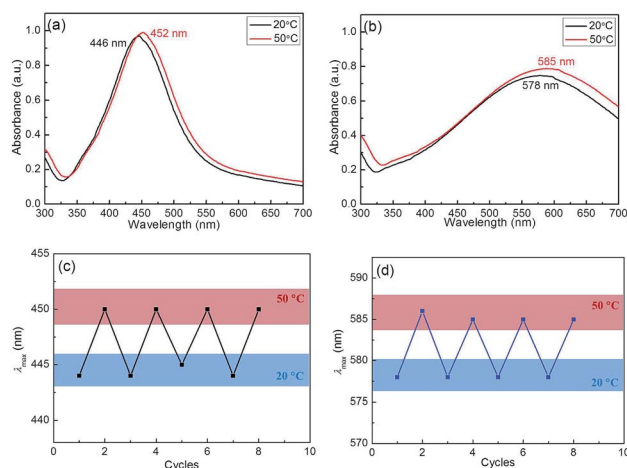 (a)
20°C
50°C
446 nm
452 nm
Absorbance (a.u.)
1.0
0.8
0.6
0.4
0.2
0.0
300 350 400 450 500 550 600 650 700
Wavelength (nm)
(b)
20°C
50°C
585 nm
578 nm
Absorbance (a.u.)
1.0
0.8
0.6
0.4
0.2
0.0
300 350 400 450 500 550 600 650 700
Wavelength (nm)
(c)
50 °C
20 °C
λmax (nm)
455
450
445
440
0 2 4 6 8 10
Cycles
(d)
50 °C
20 °C
λmax (nm)
590
585
580
575
570
0 2 4 6 8 10
Cycles